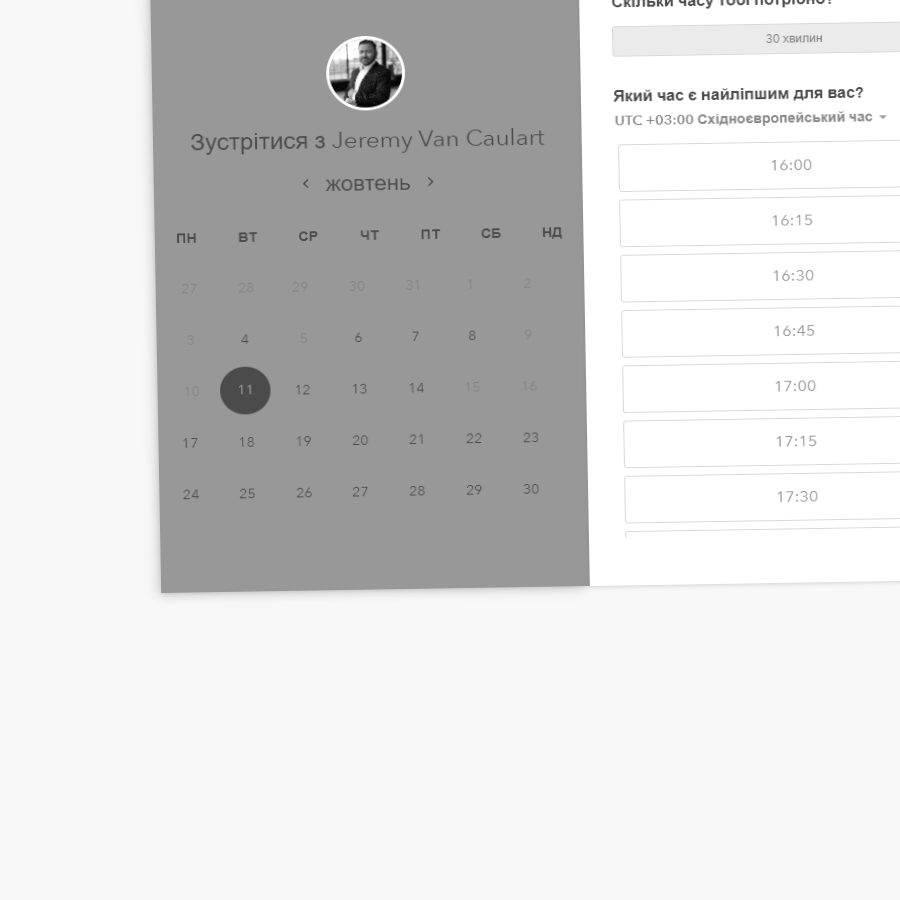 Скільки часу тобі потрібно?
30 хвилин
Який час є найліпшим для вас?
UTC +03:00 Східноєвропейський час
16:00
16:15
16:30
16:45
17:00
17:15
17:30
Зустрітися з Jeremy Van Caulart
‹ жовтень ›
ПН ВТ СР ЧТ ПТ СБ НД
27 28 29 30 31 1 2
3 4 5 6 7 8 9
10 11 12 13 14 15 16
17 18 19 20 21 22 23
24 25 26 27 28 29 30